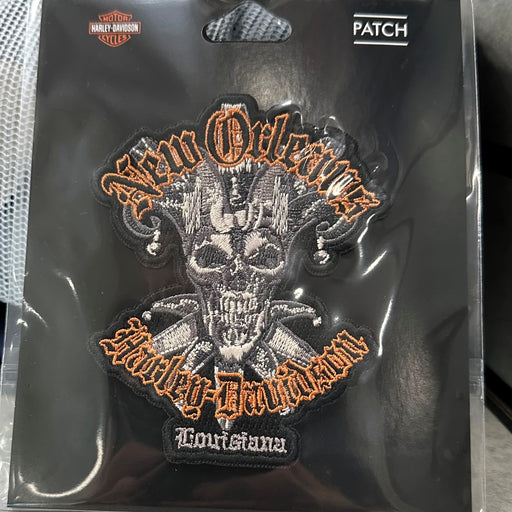 MOTOR
HARLEY-DAVIDSON
CYCLES
PATCH
New Orleans
Harley-Davidson
Louisiana